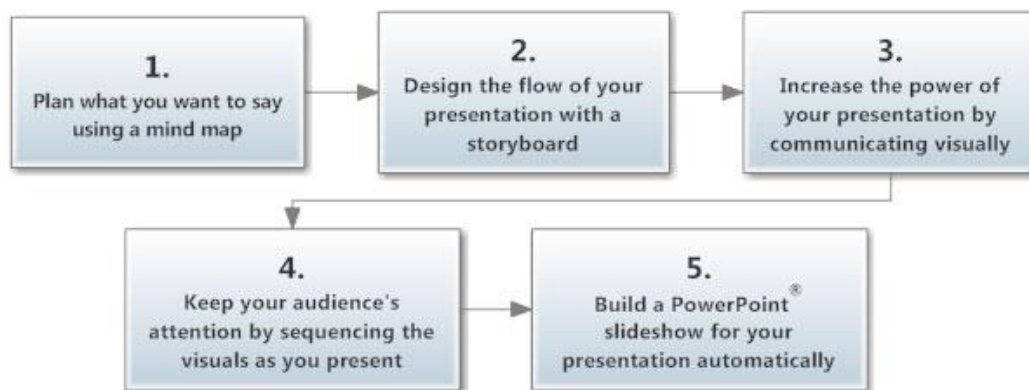 1.
Plan what you want to say
using a mind map
2.
Design the flow of your
presentation with a
storyboard
3.
Increase the power of
your presentation by
communicating visually
4.
Keep your audience's
attention by sequencing the
visuals as you present
5.
Build a PowerPoint®
slideshow for your
presentation automatically